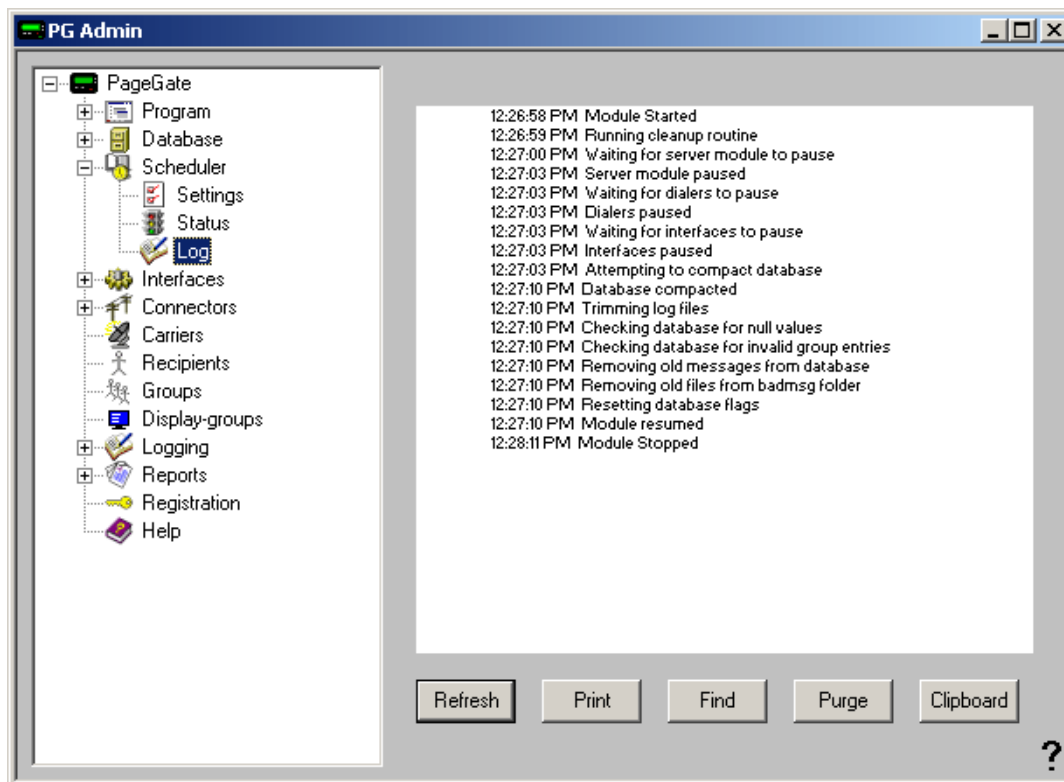 PG Admin
PageGate
Program
Database
Scheduler
Settings
Status
Log
Interfaces
Connectors
Carriers
Recipients
Groups
Display-groups
Logging
Reports
Registration
Help
12:26:58 PM Module Started
12:26:59 PM Running cleanup routine
12:27:00 PM Waiting for server module to pause
12:27:03 PM Server module paused
12:27:03 PM Waiting for dialers to pause
12:27:03 PM Dialers paused
12:27:03 PM Waiting for interfaces to pause
12:27:03 PM Interfaces paused
12:27:03 PM Attempting to compact database
12:27:10 PM Database compacted
12:27:10 PM Trimming log files
12:27:10 PM Checking database for null values
12:27:10 PM Checking database for invalid group entries
12:27:10 PM Removing old messages from database
12:27:10 PM Removing old files from badmsg folder
12:27:10 PM Resetting database flags
12:27:10 PM Module resumed
12:28:11 PM Module Stopped
Refresh Print Find Purge Clipboard
?